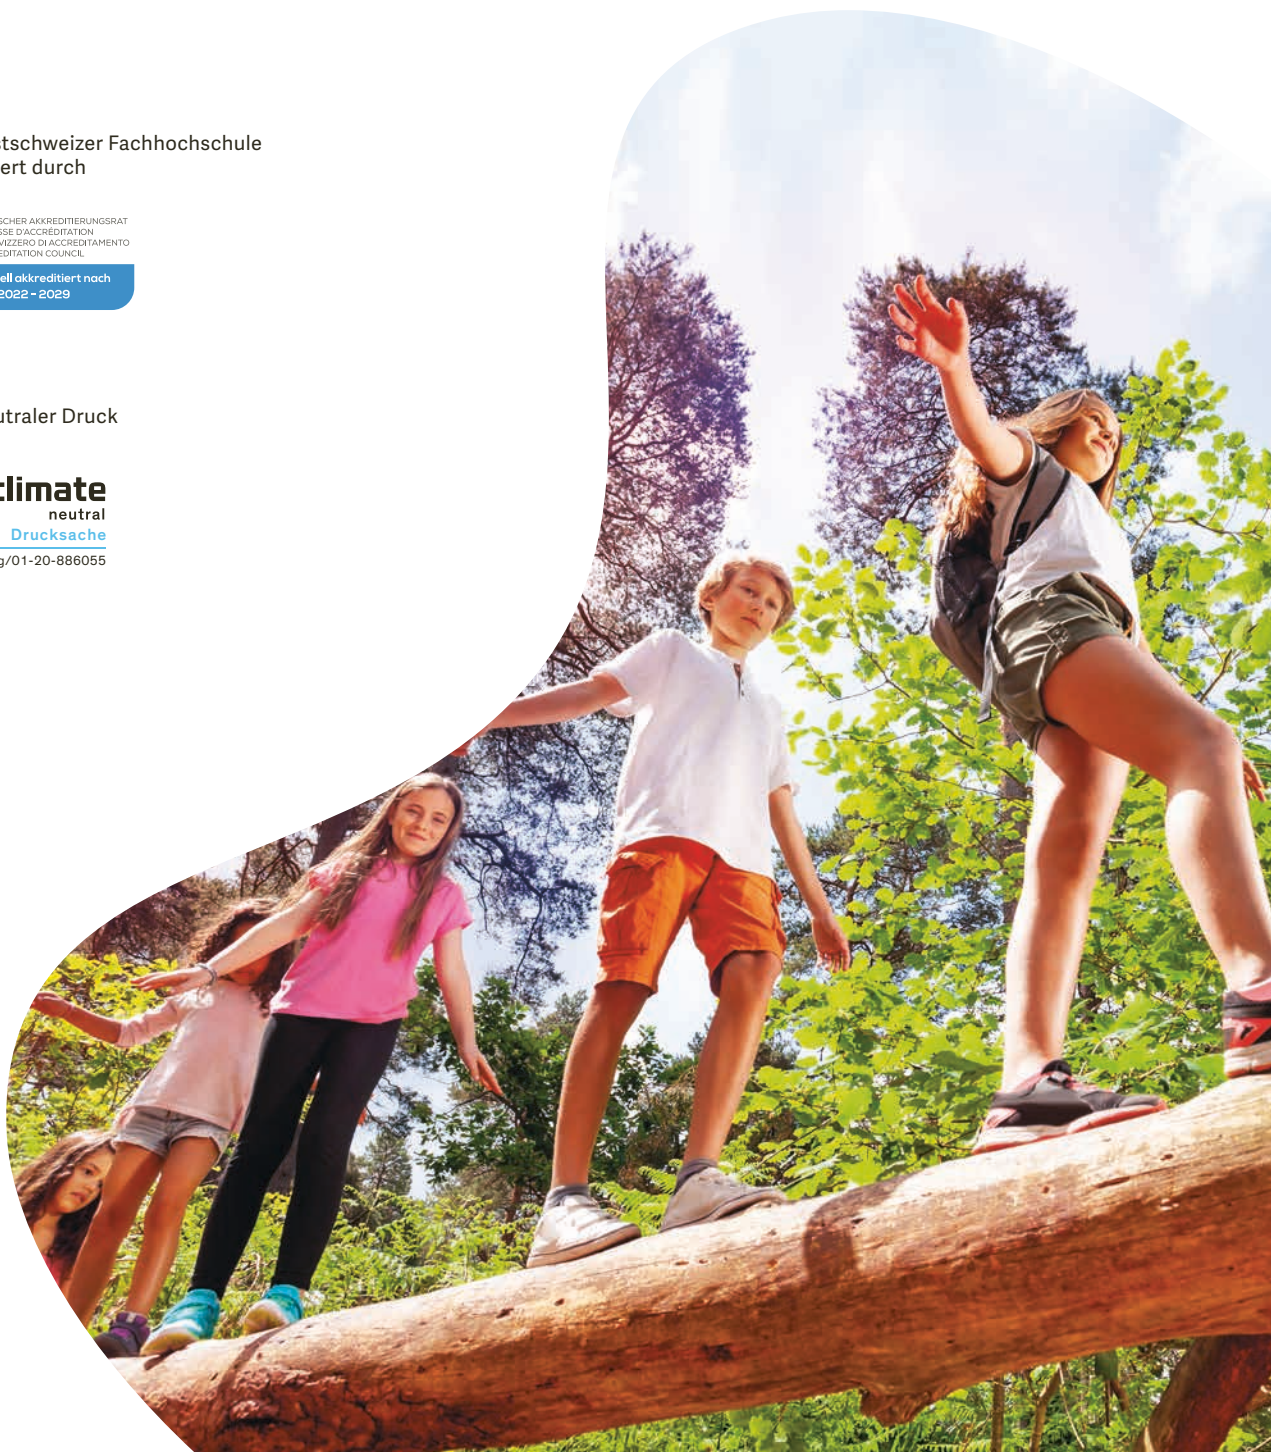 stschweizer Fachhochschule
ert durch
SCHER AKKREDITIERUNGSRAT
SSE D'ACCRÉDITATION
VIZZERO DI ACCREDITAMENTO
EDITATION COUNCIL
ell akkreditiert nach
2022 – 2029
utraler Druck
climate
neutral
Drucksache
g/01-20-886055